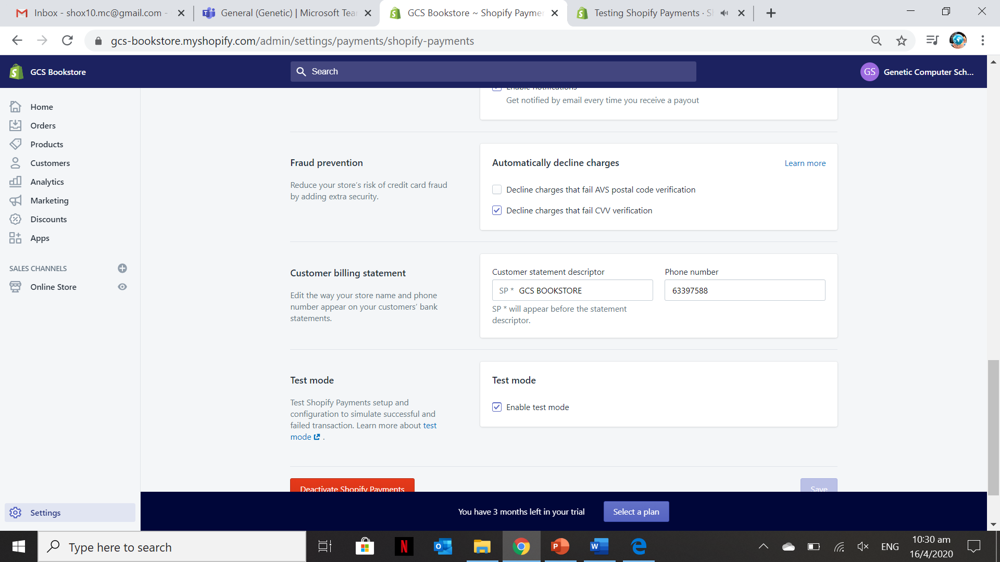 Inbox - shox10.mc@gmail.com -
General (Genetic) | Microsoft Tea
GCS Bookstore ~ Shopify Payme
Testing Shopify Payments · S
gcs-bookstore.myshopify.com/admin/settings/payments/shopify-payments
GCS Bookstore
Search
GS Genetic Computer Sch...
Home
Orders
Products
Customers
Analytics
Marketing
Discounts
Apps
SALES CHANNELS
Online Store
Settings
Enable notifications
Get notified by email every time you receive a payout
Fraud prevention
Reduce your store's risk of credit card fraud
by adding extra security.
Automatically decline charges
Learn more
Decline charges that fail AVS postal code verification
Decline charges that fail CVV verification
Customer billing statement
Edit the way your store name and phone
number appear on your customers' bank
statements.
Customer statement descriptor
SP * GCS BOOKSTORE
SP * will appear before the statement
descriptor.
Phone number
63397588
Test mode
Test Shopify Payments setup and
configuration to simulate successful and
failed transaction. Learn more about test
mode .
Test mode
Enable test mode
Deactivate Shopify Payments
Save
You have 3 months left in your trial
Select a plan
Type here to search
ENG
10:30 am
16/4/2020